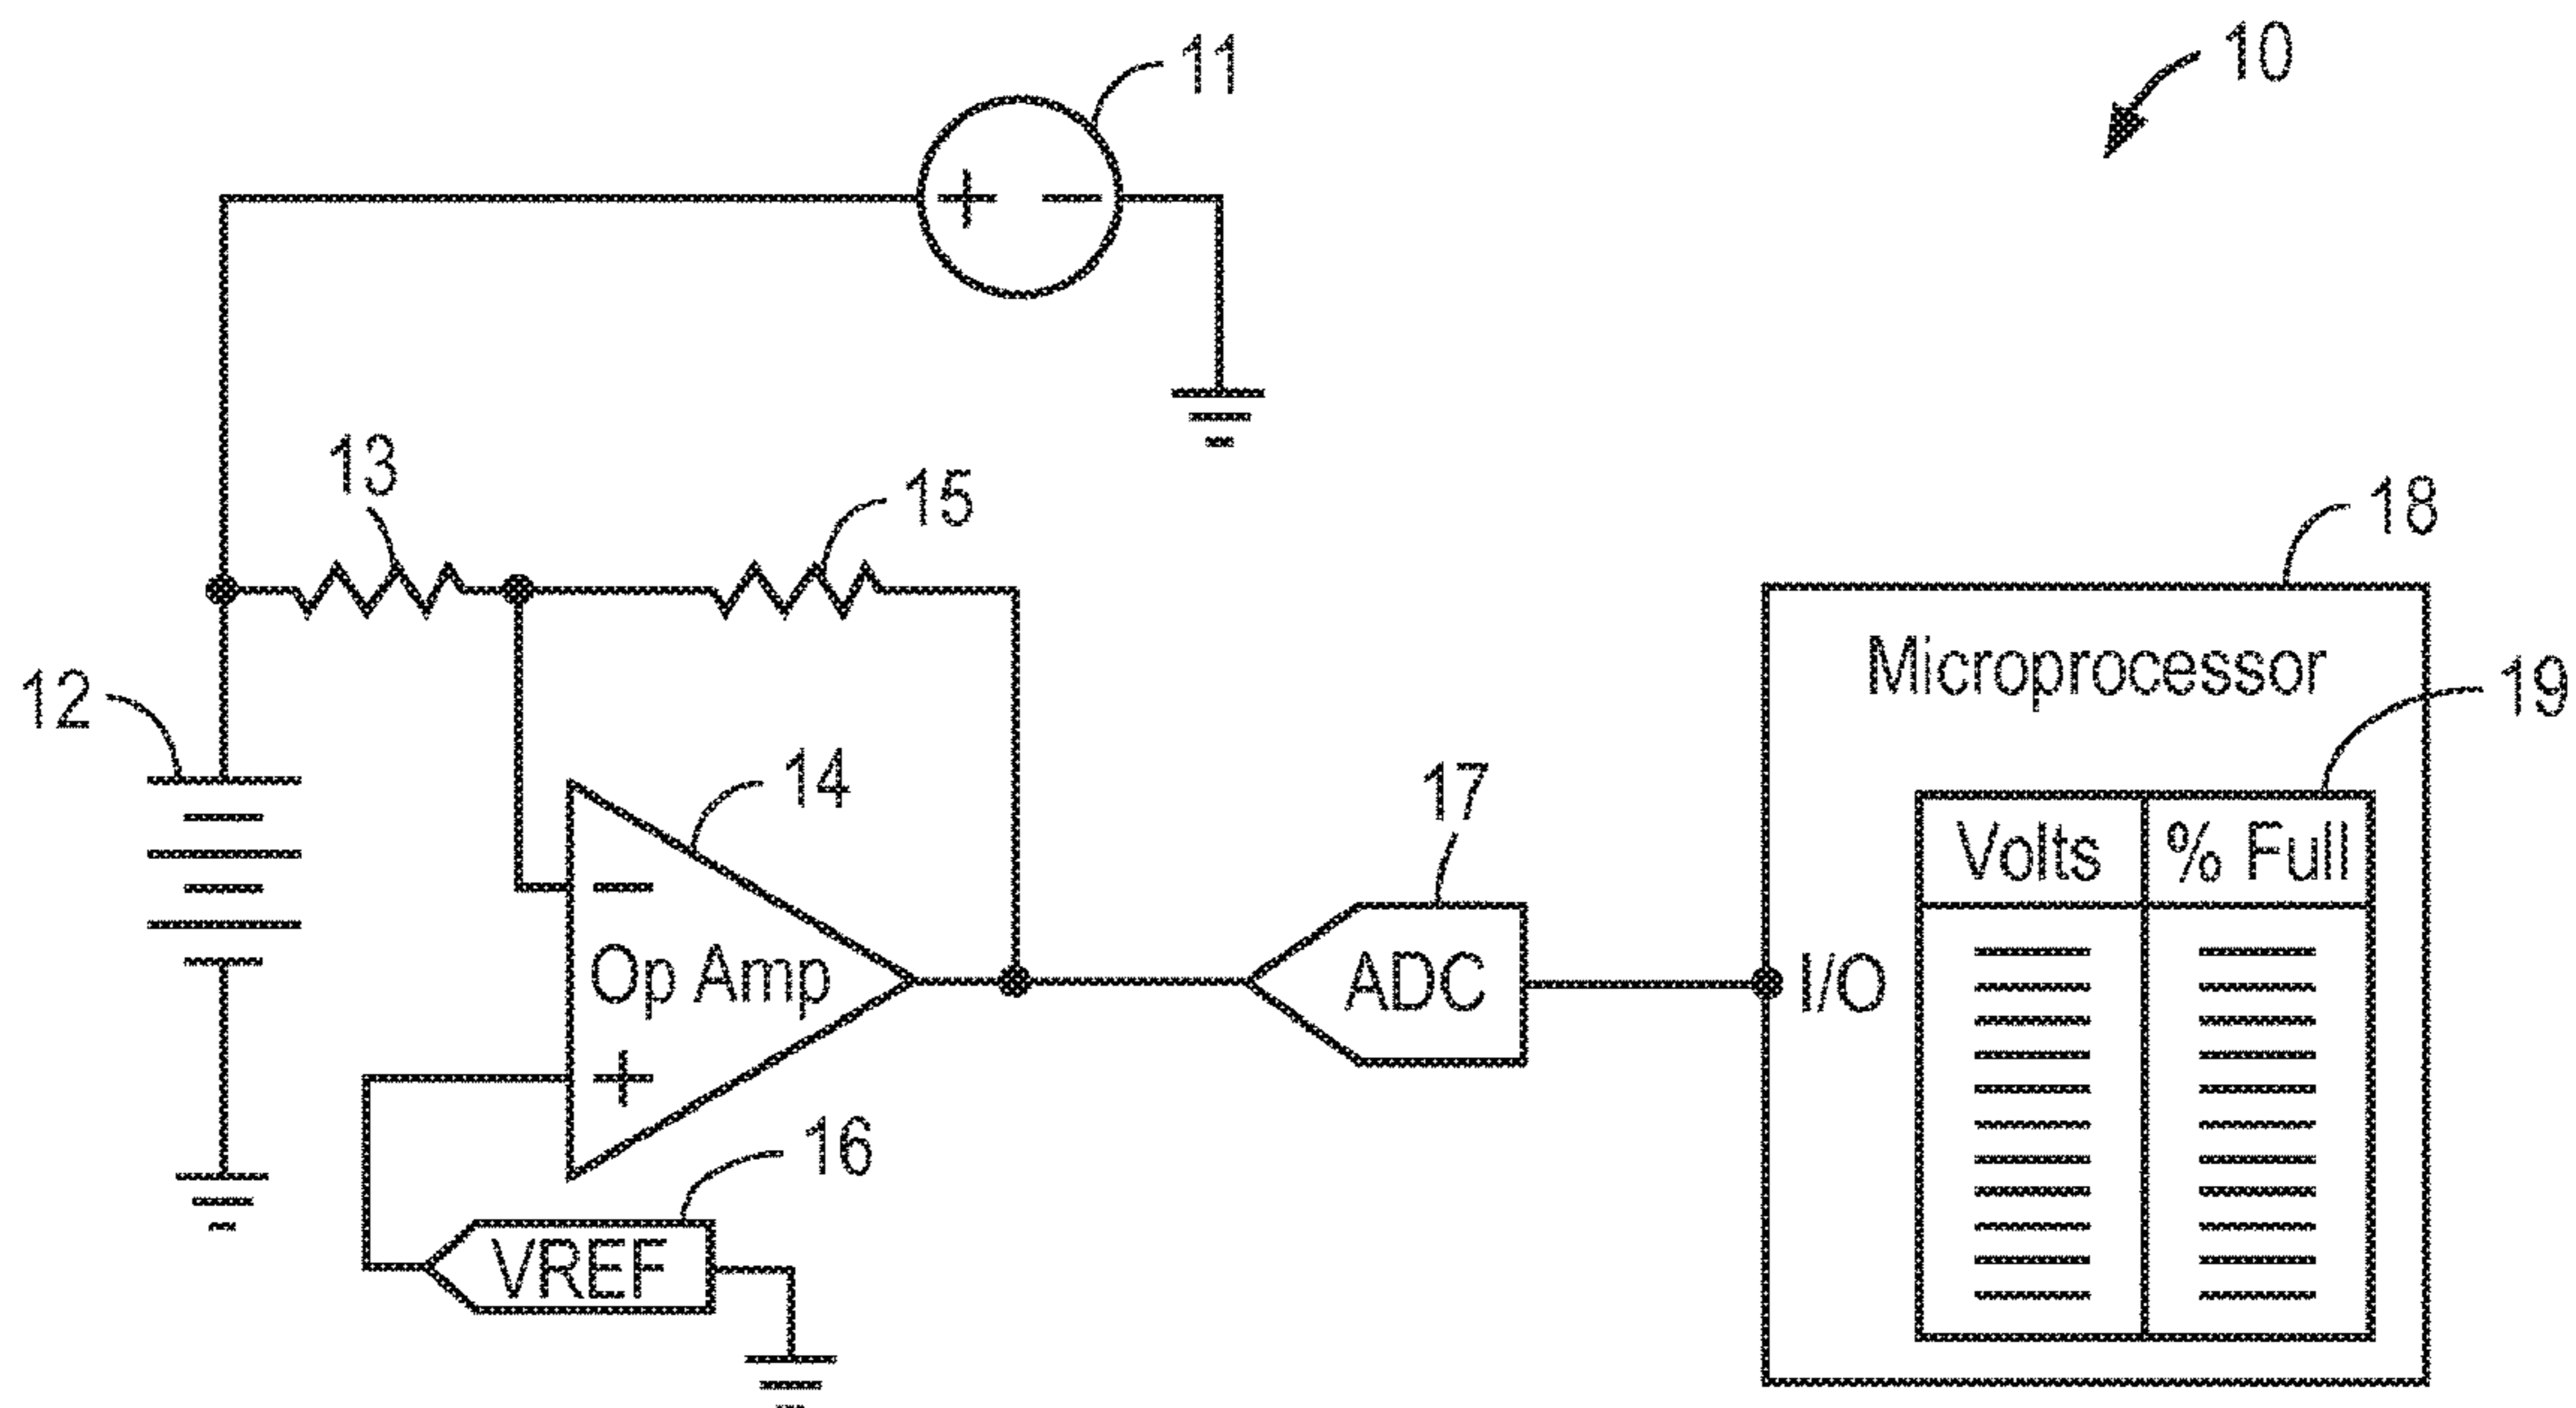 10
11
+ −
13
15
18
Microprocessor
12
19
14
17
Volts % Full
−
Op Amp
ADC
I/O
+
16
VREF